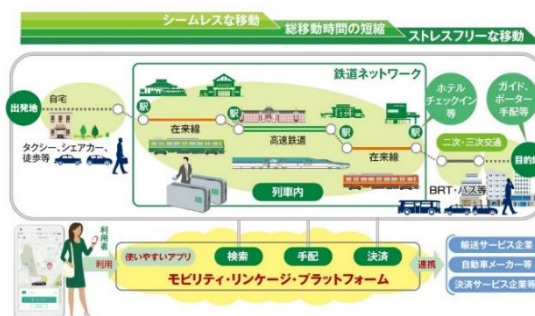 シームレスな移動
総移動時間の短縮
ストレスフリーな移動
鉄道ネットワーク
ホテル
チェックイン
等
ガイド、
ポーター
手配等
出発地
自宅
駅
駅
駅
駅
在来線
高速鉄道
在来線
二次・三次交通
目的地
タクシー、シェアカー、
徒歩等
列車内
BRT・バス等
利用者
利用
使いやすいアプリ
検索
手配
決済
モビリティ・リンケージ・プラットフォーム
連携
輸送サービス企業
自動車メーカー等
決済サービス企業等